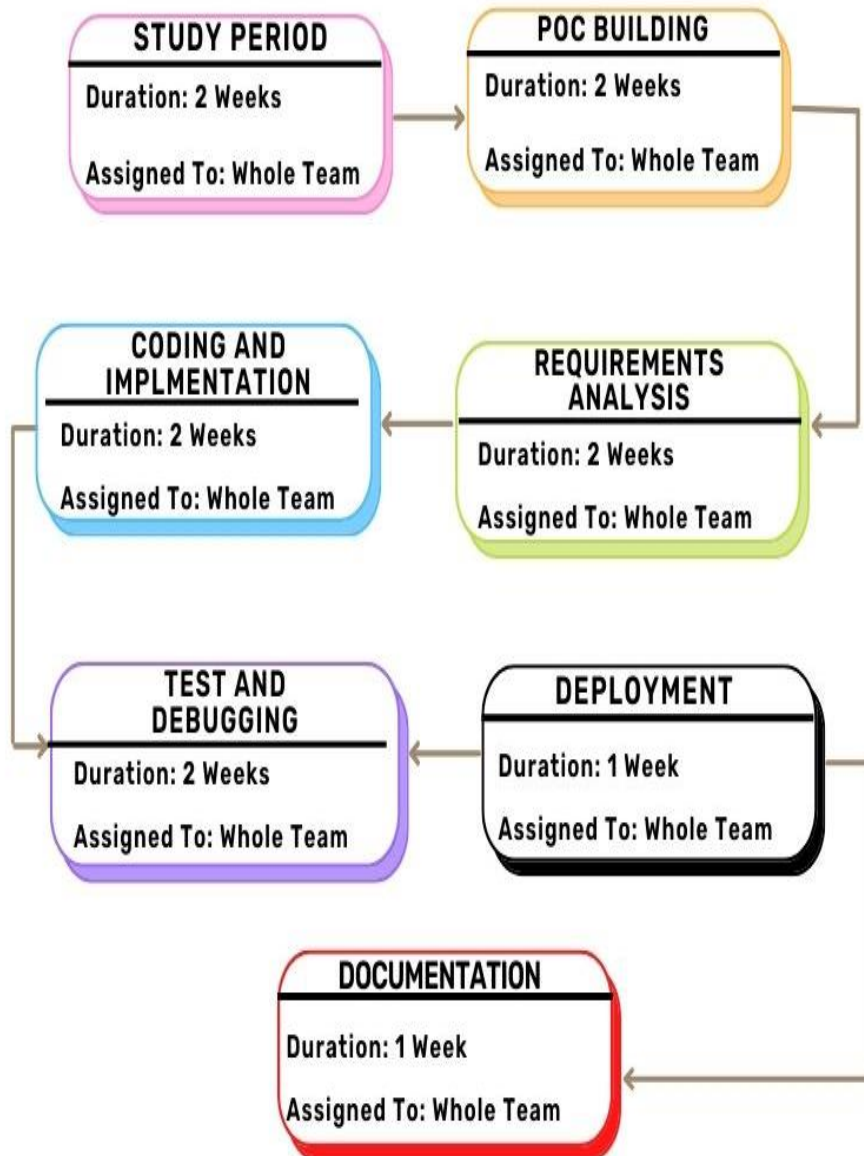 STUDY PERIOD
Duration: 2 Weeks
Assigned To: Whole Team
POC BUILDING
Duration: 2 Weeks
Assigned To: Whole Team
REQUIREMENTS
ANALYSIS
Duration: 2 Weeks
Assigned To: Whole Team
CODING AND
IMPLMENTATION
Duration: 2 Weeks
Assigned To: Whole Team
TEST AND
DEBUGGING
Duration: 2 Weeks
Assigned To: Whole Team
DEPLOYMENT
Duration: 1 Week
Assigned To: Whole Team
DOCUMENTATION
Duration: 1 Week
Assigned To: Whole Team